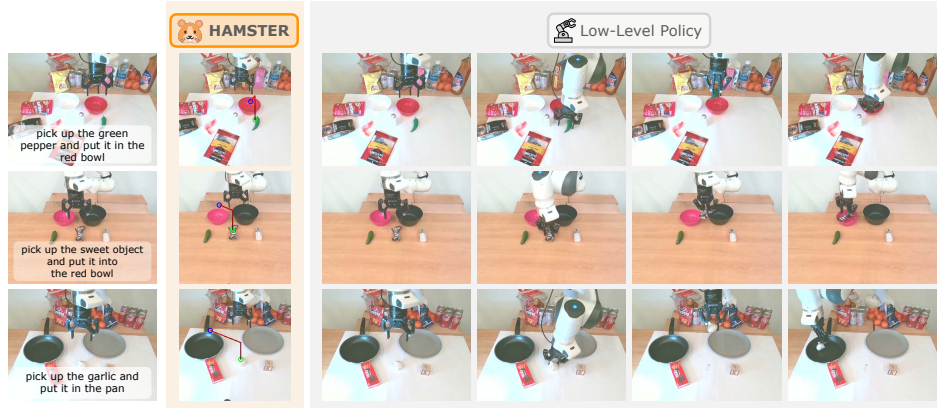 HAMSTER
Low-Level Policy
pick up the green
pepper and put it in the
red bowl
pick up the sweet object
and put it into
the red bowl
pick up the garlic and
put it in the pan